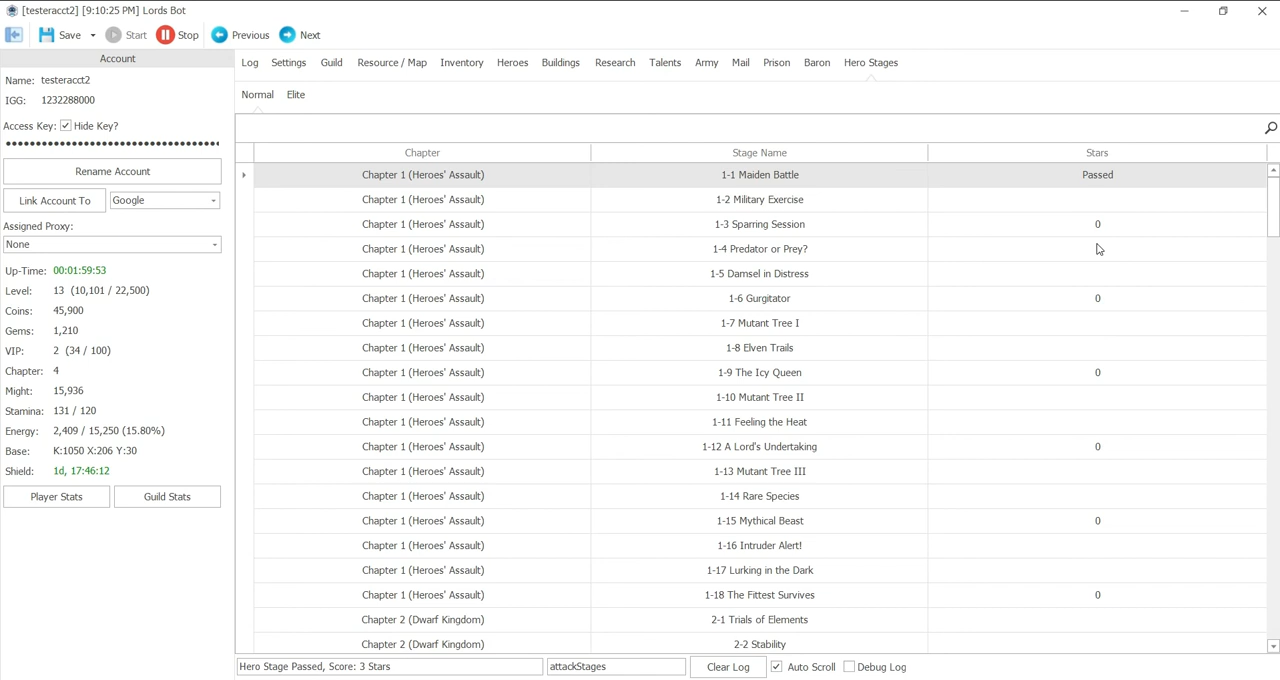 [testeracct2] [9:10:25 PM] Lords Bot
Save Start Stop Previous Next
Account
Name: testeracct2
IGG: 1232288000
Access Key: Hide Key?
Rename Account
Link Account To Google
Assigned Proxy:
None
Up-Time: 00:01:59:53
Level: 13 (10,101 / 22,500)
Coins: 45,900
Gems: 1,210
VIP: 2 (34 / 100)
Chapter: 4
Might: 15,936
Stamina: 131 / 120
Energy: 2,409 / 15,250 (15.80%)
Base: K:1050 X:206 Y:30
Shield: 1d, 17:46:12
Player Stats Guild Stats
Log Settings Guild Resource / Map Inventory Heroes Buildings Research Talents Army Mail Prison Baron Hero Stages
Normal Elite
Chapter Stage Name Stars
Chapter 1 (Heroes' Assault) 1-1 Maiden Battle Passed
Chapter 1 (Heroes' Assault) 1-2 Military Exercise
Chapter 1 (Heroes' Assault) 1-3 Sparring Session 0
Chapter 1 (Heroes' Assault) 1-4 Predator or Prey?
Chapter 1 (Heroes' Assault) 1-5 Damsel in Distress
Chapter 1 (Heroes' Assault) 1-6 Gurgitator 0
Chapter 1 (Heroes' Assault) 1-7 Mutant Tree I
Chapter 1 (Heroes' Assault) 1-8 Elven Trails
Chapter 1 (Heroes' Assault) 1-9 The Icy Queen 0
Chapter 1 (Heroes' Assault) 1-10 Mutant Tree II
Chapter 1 (Heroes' Assault) 1-11 Feeling the Heat
Chapter 1 (Heroes' Assault) 1-12 A Lord's Undertaking 0
Chapter 1 (Heroes' Assault) 1-13 Mutant Tree III
Chapter 1 (Heroes' Assault) 1-14 Rare Species
Chapter 1 (Heroes' Assault) 1-15 Mythical Beast 0
Chapter 1 (Heroes' Assault) 1-16 Intruder Alert!
Chapter 1 (Heroes' Assault) 1-17 Lurking in the Dark
Chapter 1 (Heroes' Assault) 1-18 The Fittest Survives 0
Chapter 2 (Dwarf Kingdom) 2-1 Trials of Elements
Chapter 2 (Dwarf Kingdom) 2-2 Stability
Hero Stage Passed, Score: 3 Stars attackStages Clear Log Auto Scroll Debug Log